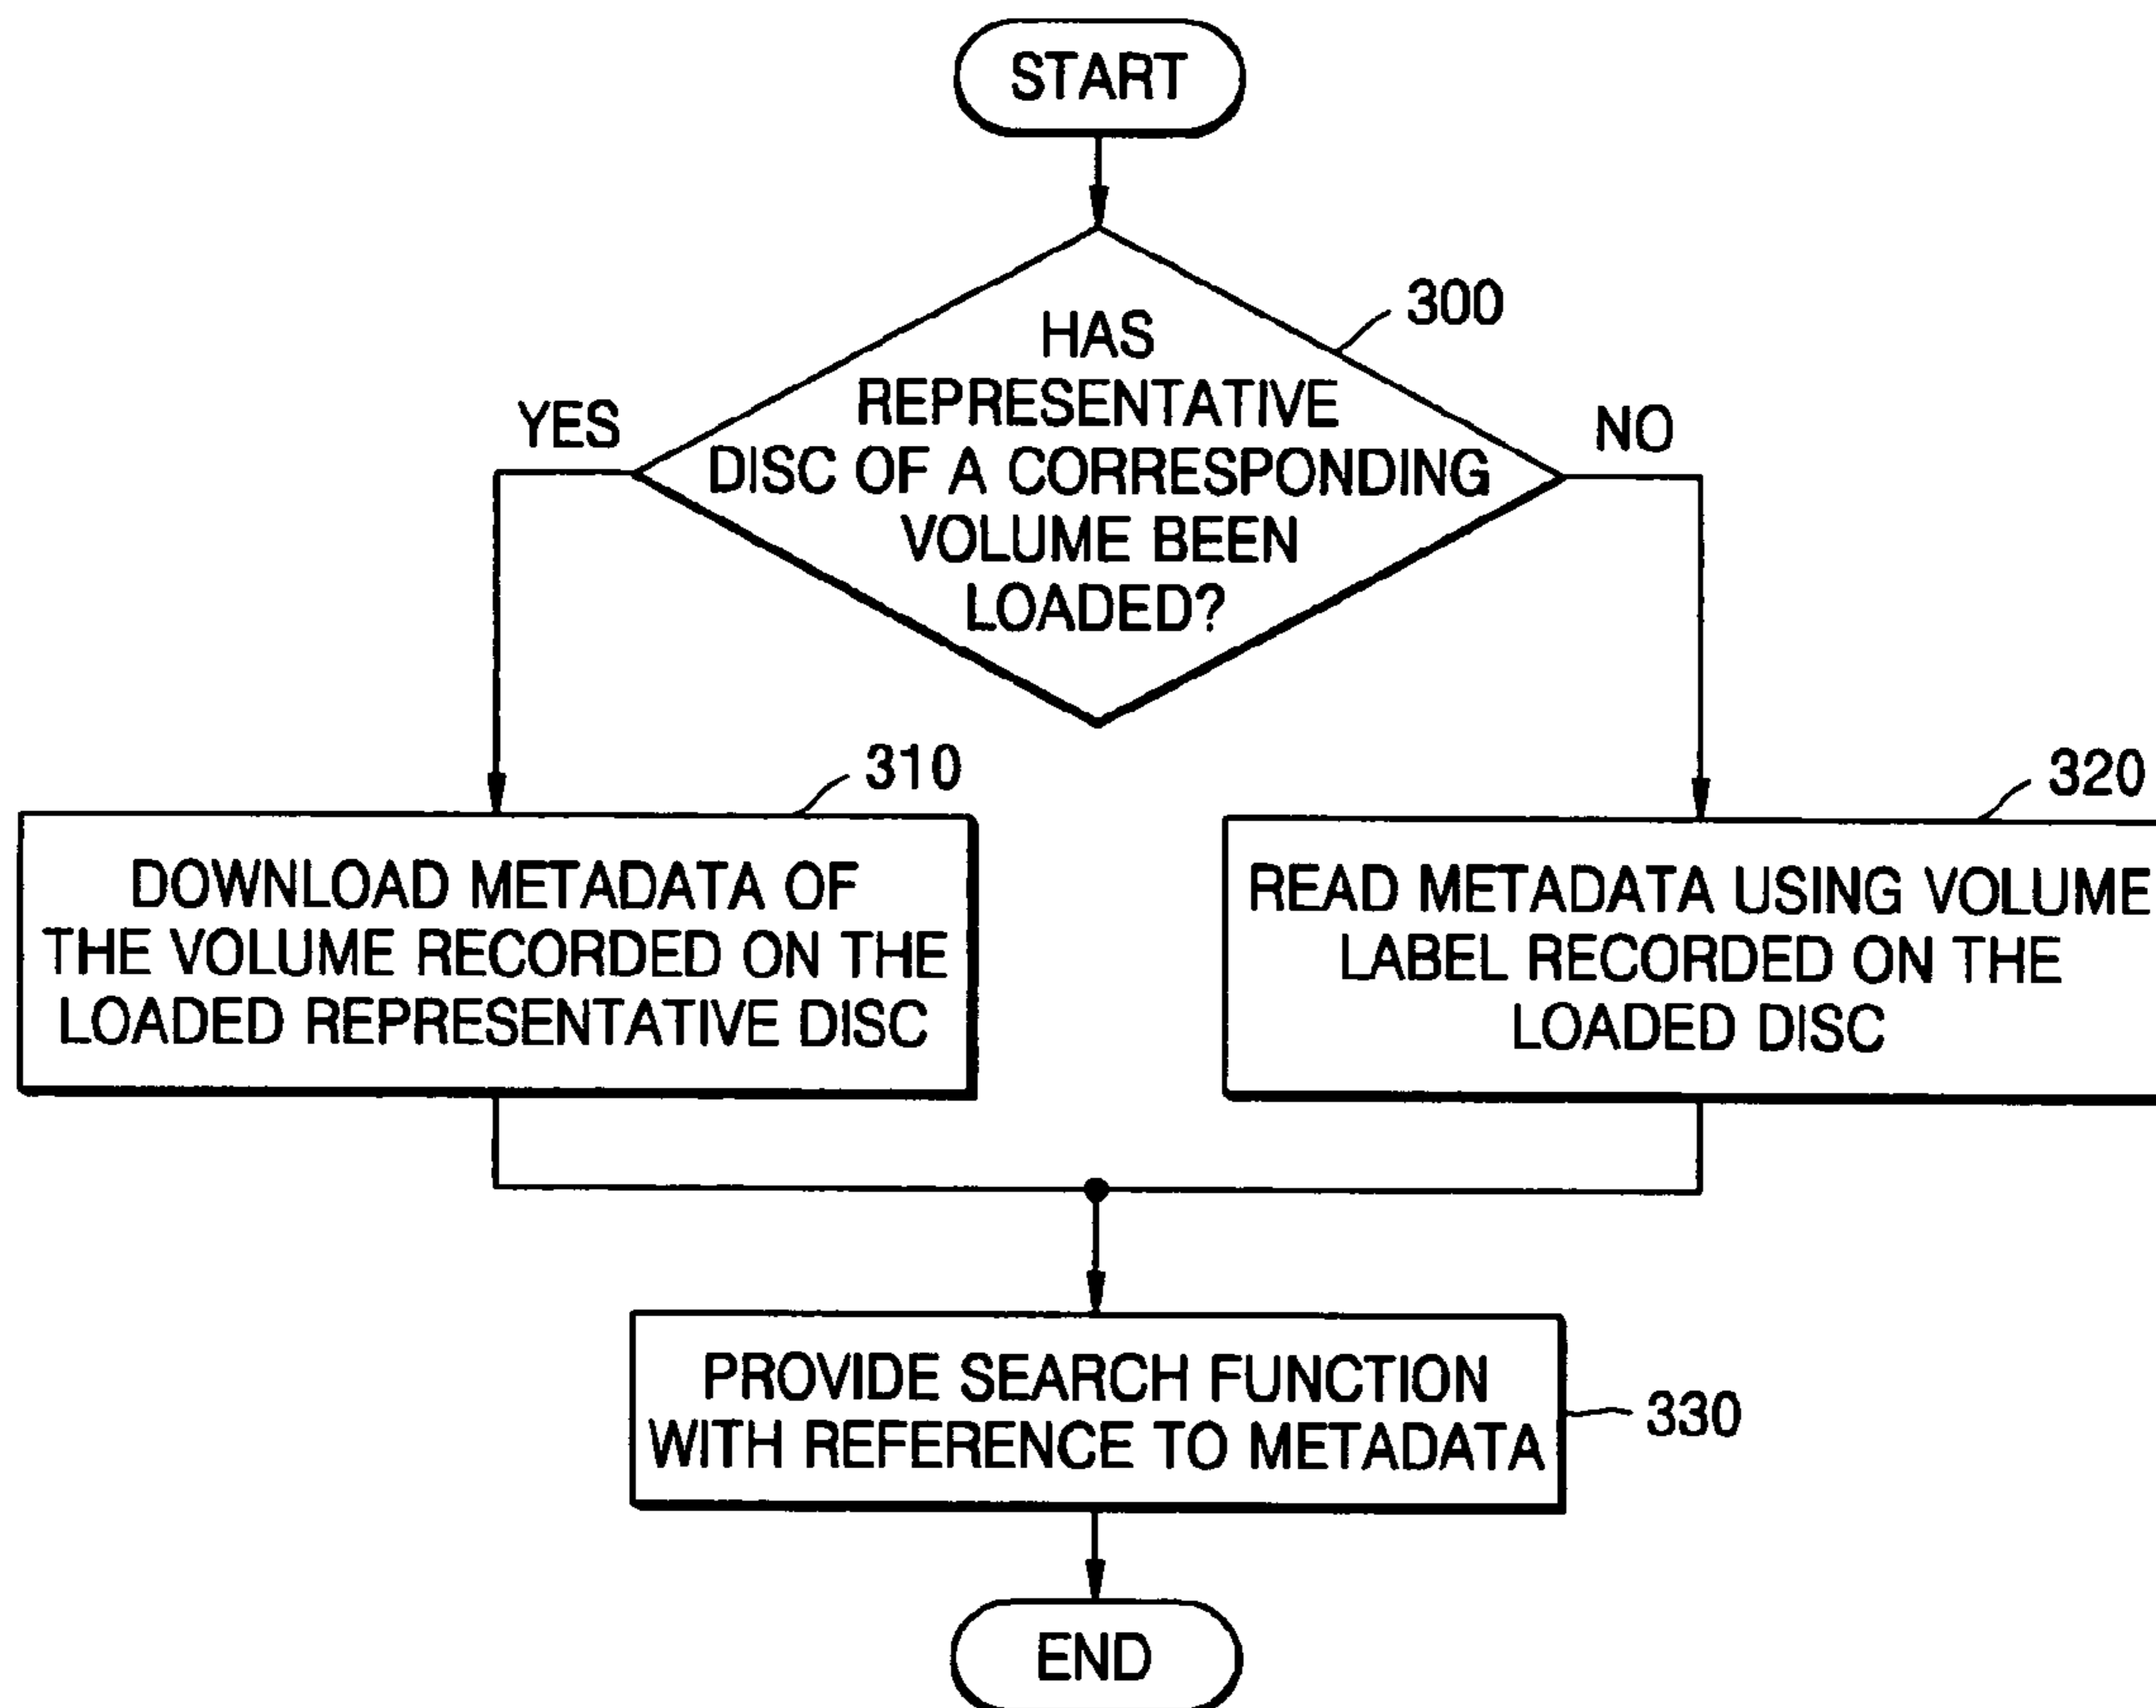 START
300
HAS
REPRESENTATIVE
DISC OF A CORRESPONDING
VOLUME BEEN
LOADED?
YES
NO
310
DOWNLOAD METADATA OF
THE VOLUME RECORDED ON THE
LOADED REPRESENTATIVE DISC
320
READ METADATA USING VOLUME
LABEL RECORDED ON THE
LOADED DISC
PROVIDE SEARCH FUNCTION
WITH REFERENCE TO METADATA
330
END